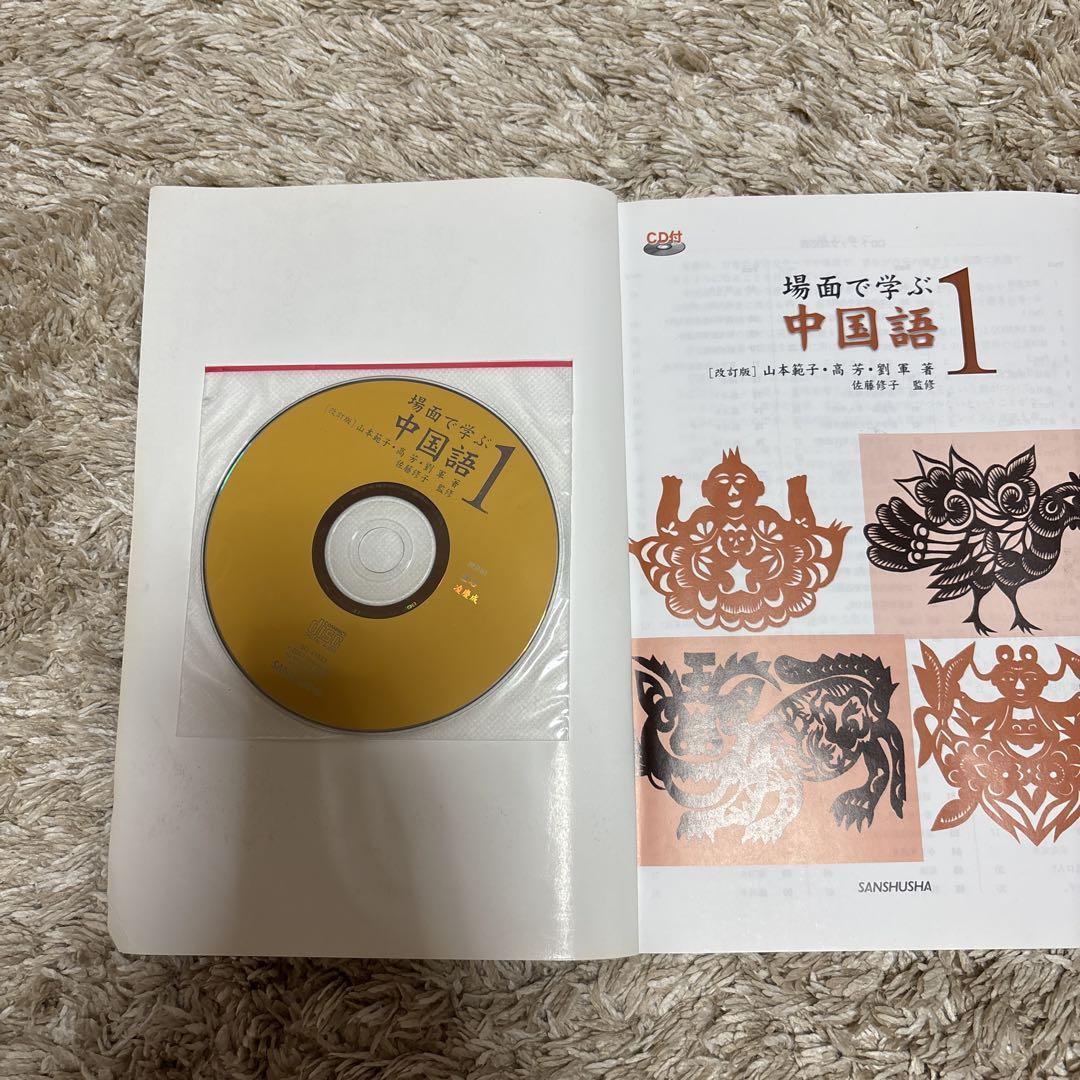 場面で学ぶ
中国語 1
[改訂版] 山本範子・高 芳・劉 軍 著
佐藤修子 監修
disc
CD付
場面で学ぶ
中国語 1
[改訂版] 山本範子・高 芳・劉 軍 著
佐藤修子 監修
SANSHUSHA